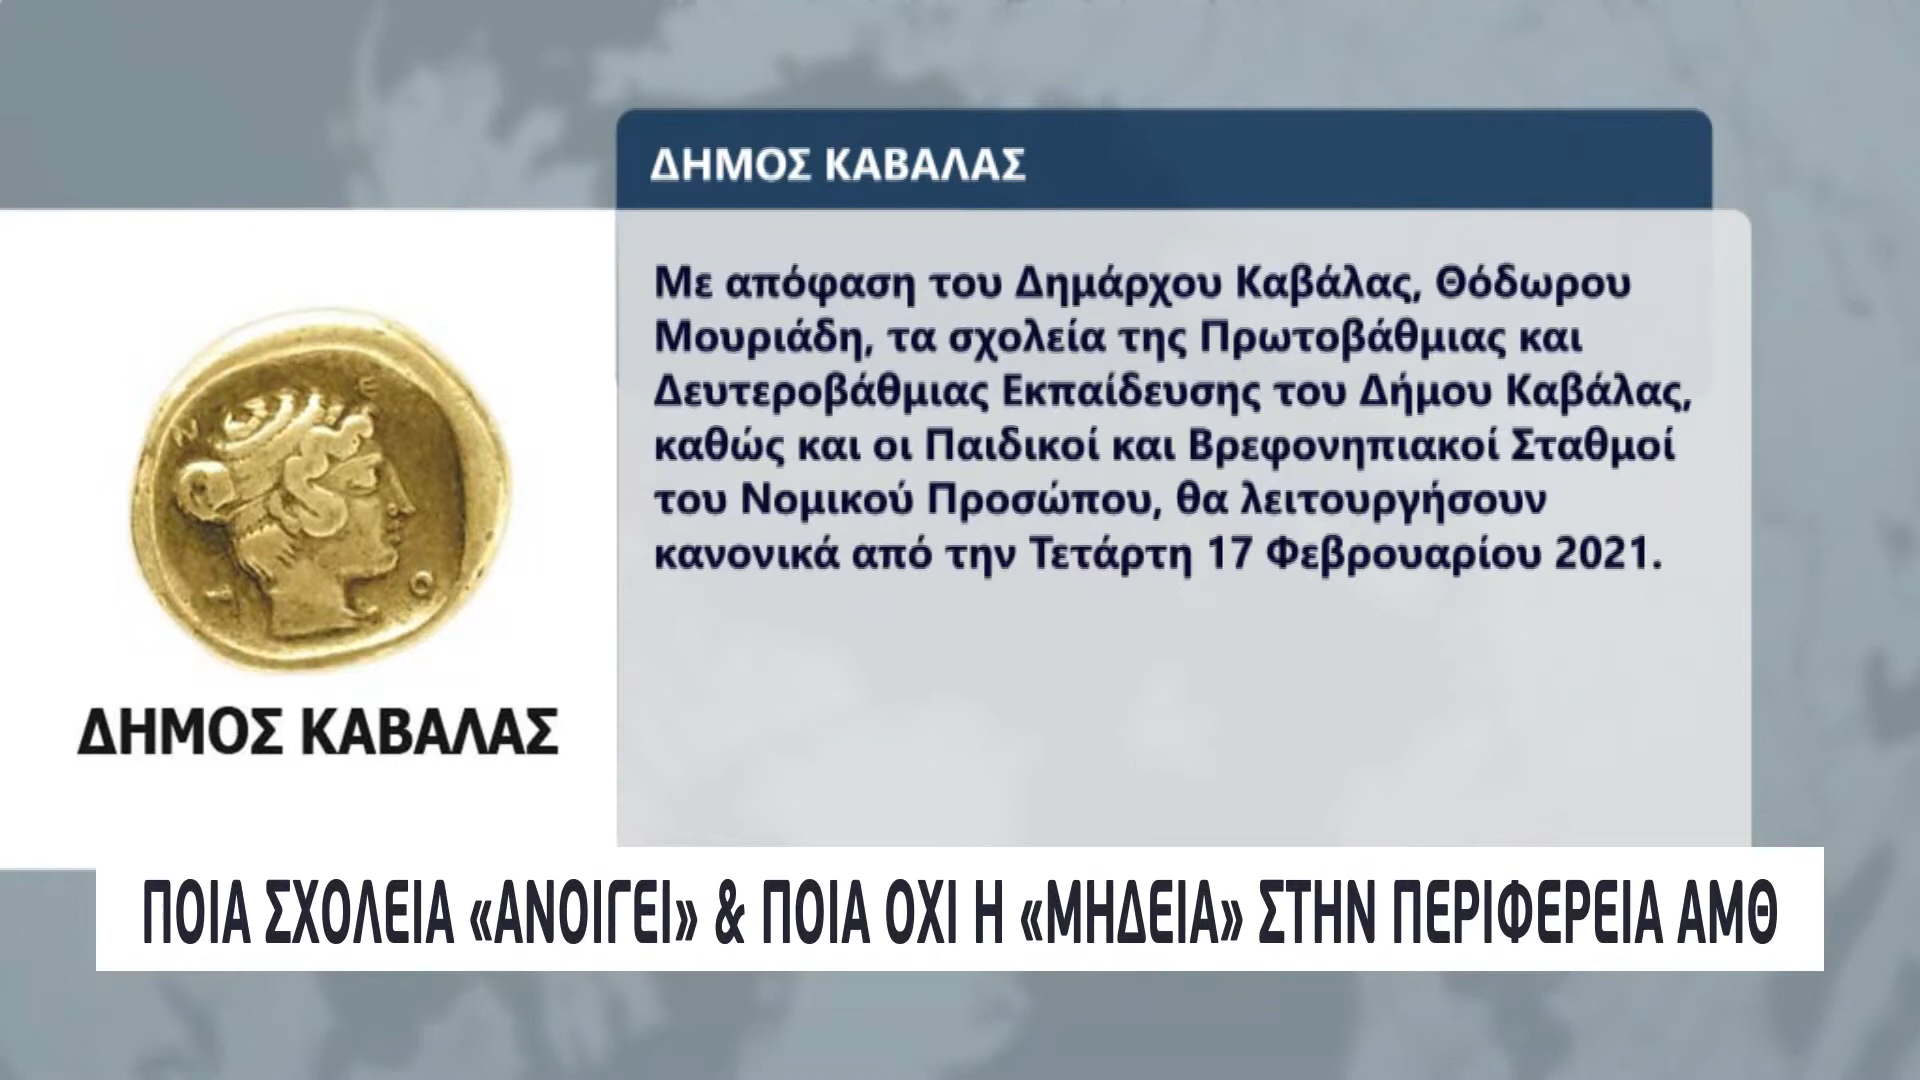 ΔΗΜΟΣ ΚΑΒΑΛΑΣ
Με απόφαση του Δημάρχου Καβάλας, Θόδωρου
Μουριάδη, τα σχολεία της Πρωτοβάθμιας και
Δευτεροβάθμιας Εκπαίδευσης του Δήμου Καβάλας,
καθώς και οι Παιδικοί και Βρεφονηπιακοί Σταθμοί
του Νομικού Προσώπου, θα λειτουργήσουν
κανονικά από την Τετάρτη 17 Φεβρουαρίου 2021.
ΔΗΜΟΣ ΚΑΒΑΛΑΣ
ΠΟΙΑ ΣΧΟΛΕΙΑ «ΑΝΟΙΓΕΙ» & ΠΟΙΑ ΟΧΙ Η «ΜΗΔΕΙΑ» ΣΤΗΝ ΠΕΡΙΦΕΡΕΙΑ ΑΜΘ